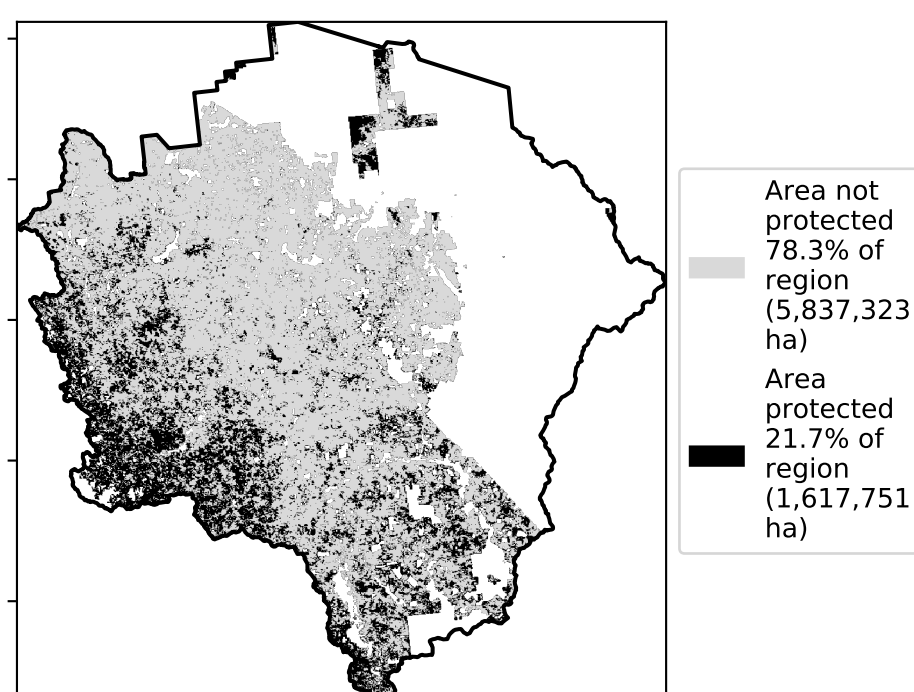 Area not
protected
78.3% of
region
(5,837,323
ha)
Area
protected
21.7% of
region
(1,617,751
ha)